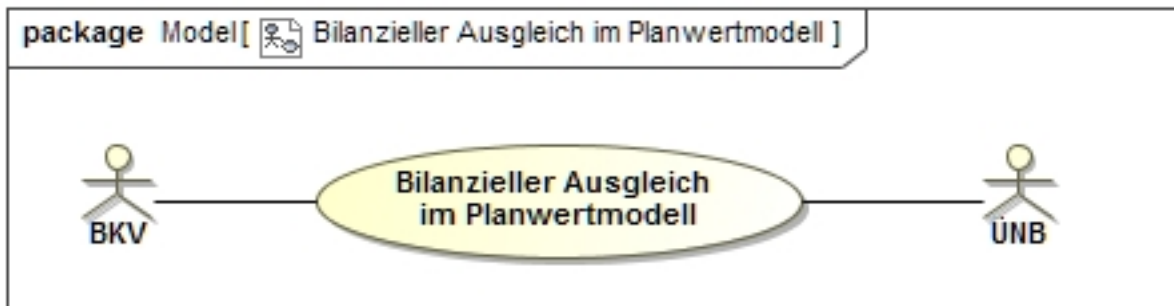 package Model[ Bilanzieller Ausgleich im Planwertmodell ]
Bilanzieller Ausgleich
im Planwertmodell
BKV
ÜNB